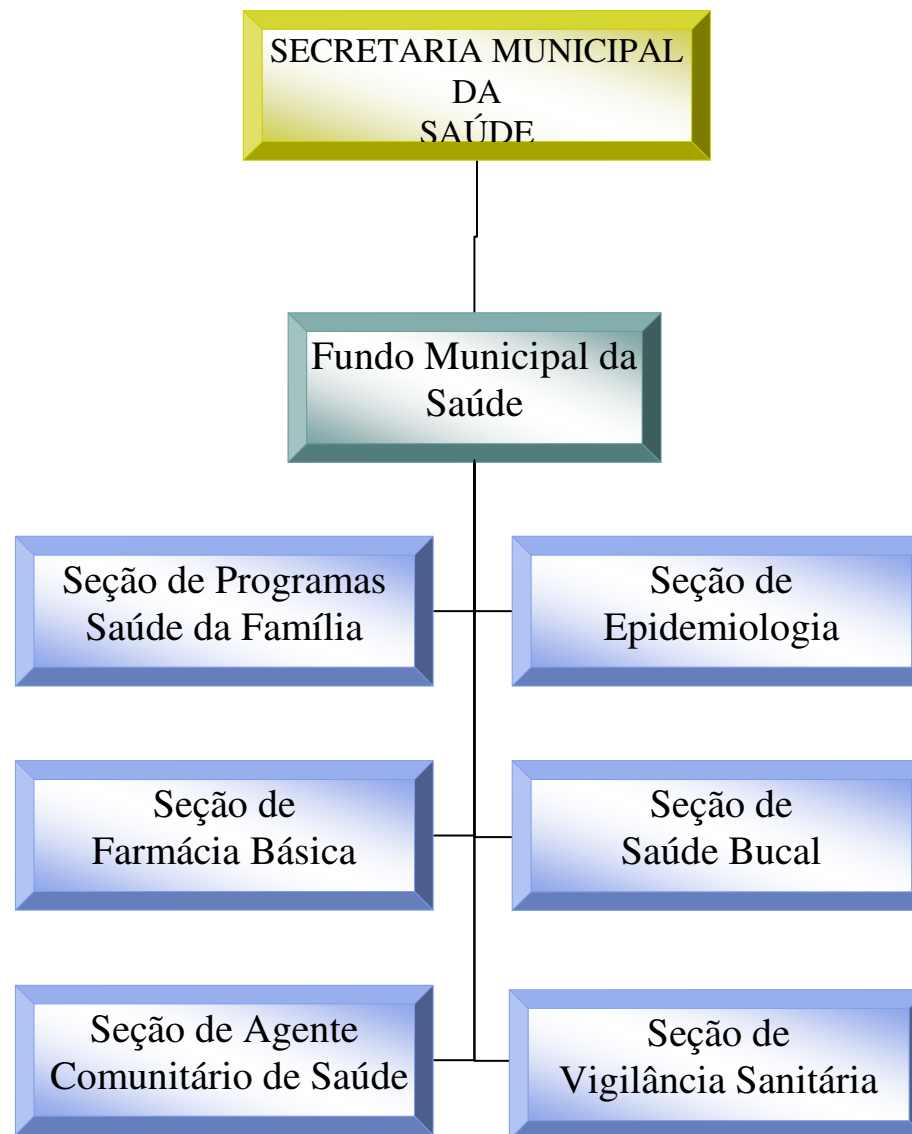 SECRETARIA MUNICIPAL
DA
SAÚDE
Fundo Municipal da
Saúde
Seção de Programas
Saúde da Família
Seção de
Epidemiologia
Seção de
Farmácia Básica
Seção de
Saúde Bucal
Seção de Agente
Comunitário de Saúde
Seção de
Vigilância Sanitária